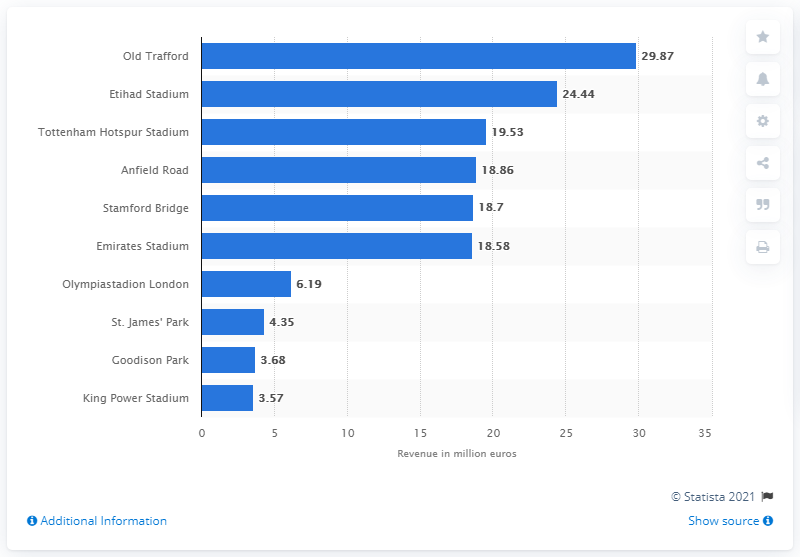 Old Trafford 29.87
Etihad Stadium 24.44
Tottenham Hotspur Stadium 19.53
Anfield Road 18.86
Stamford Bridge 18.7
Emirates Stadium 18.58
Olympiastadion London 6.19
St. James' Park 4.35
Goodison Park 3.68
King Power Stadium 3.57
0 5 10 15 20 25 30 35
Revenue in million euros
© Statista 2021
Additional Information
Show source